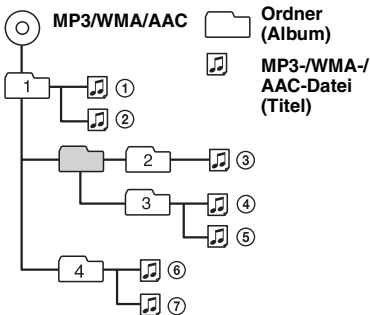 MP3/WMA/AAC
Ordner
(Album)
MP3-/WMA-/
AAC-Datei
(Titel)
1
①
②
2
③
3
④
⑤
4
⑥
⑦